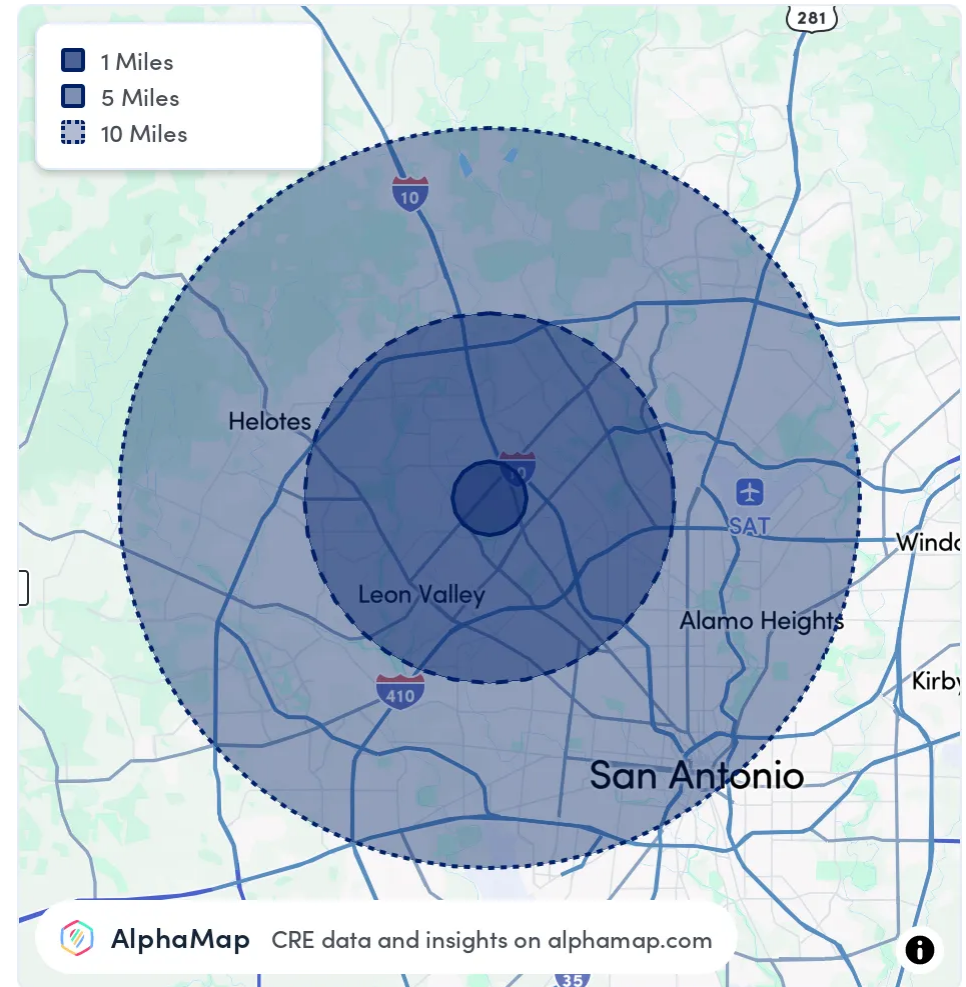 281
1 Miles
5 Miles
10 Miles
10
Helotes
10
SAT
Windc
Leon Valley
Alamo Heights
Kirby
410
San Antonio
AlphaMap CRE data and insights on alphamap.com
35